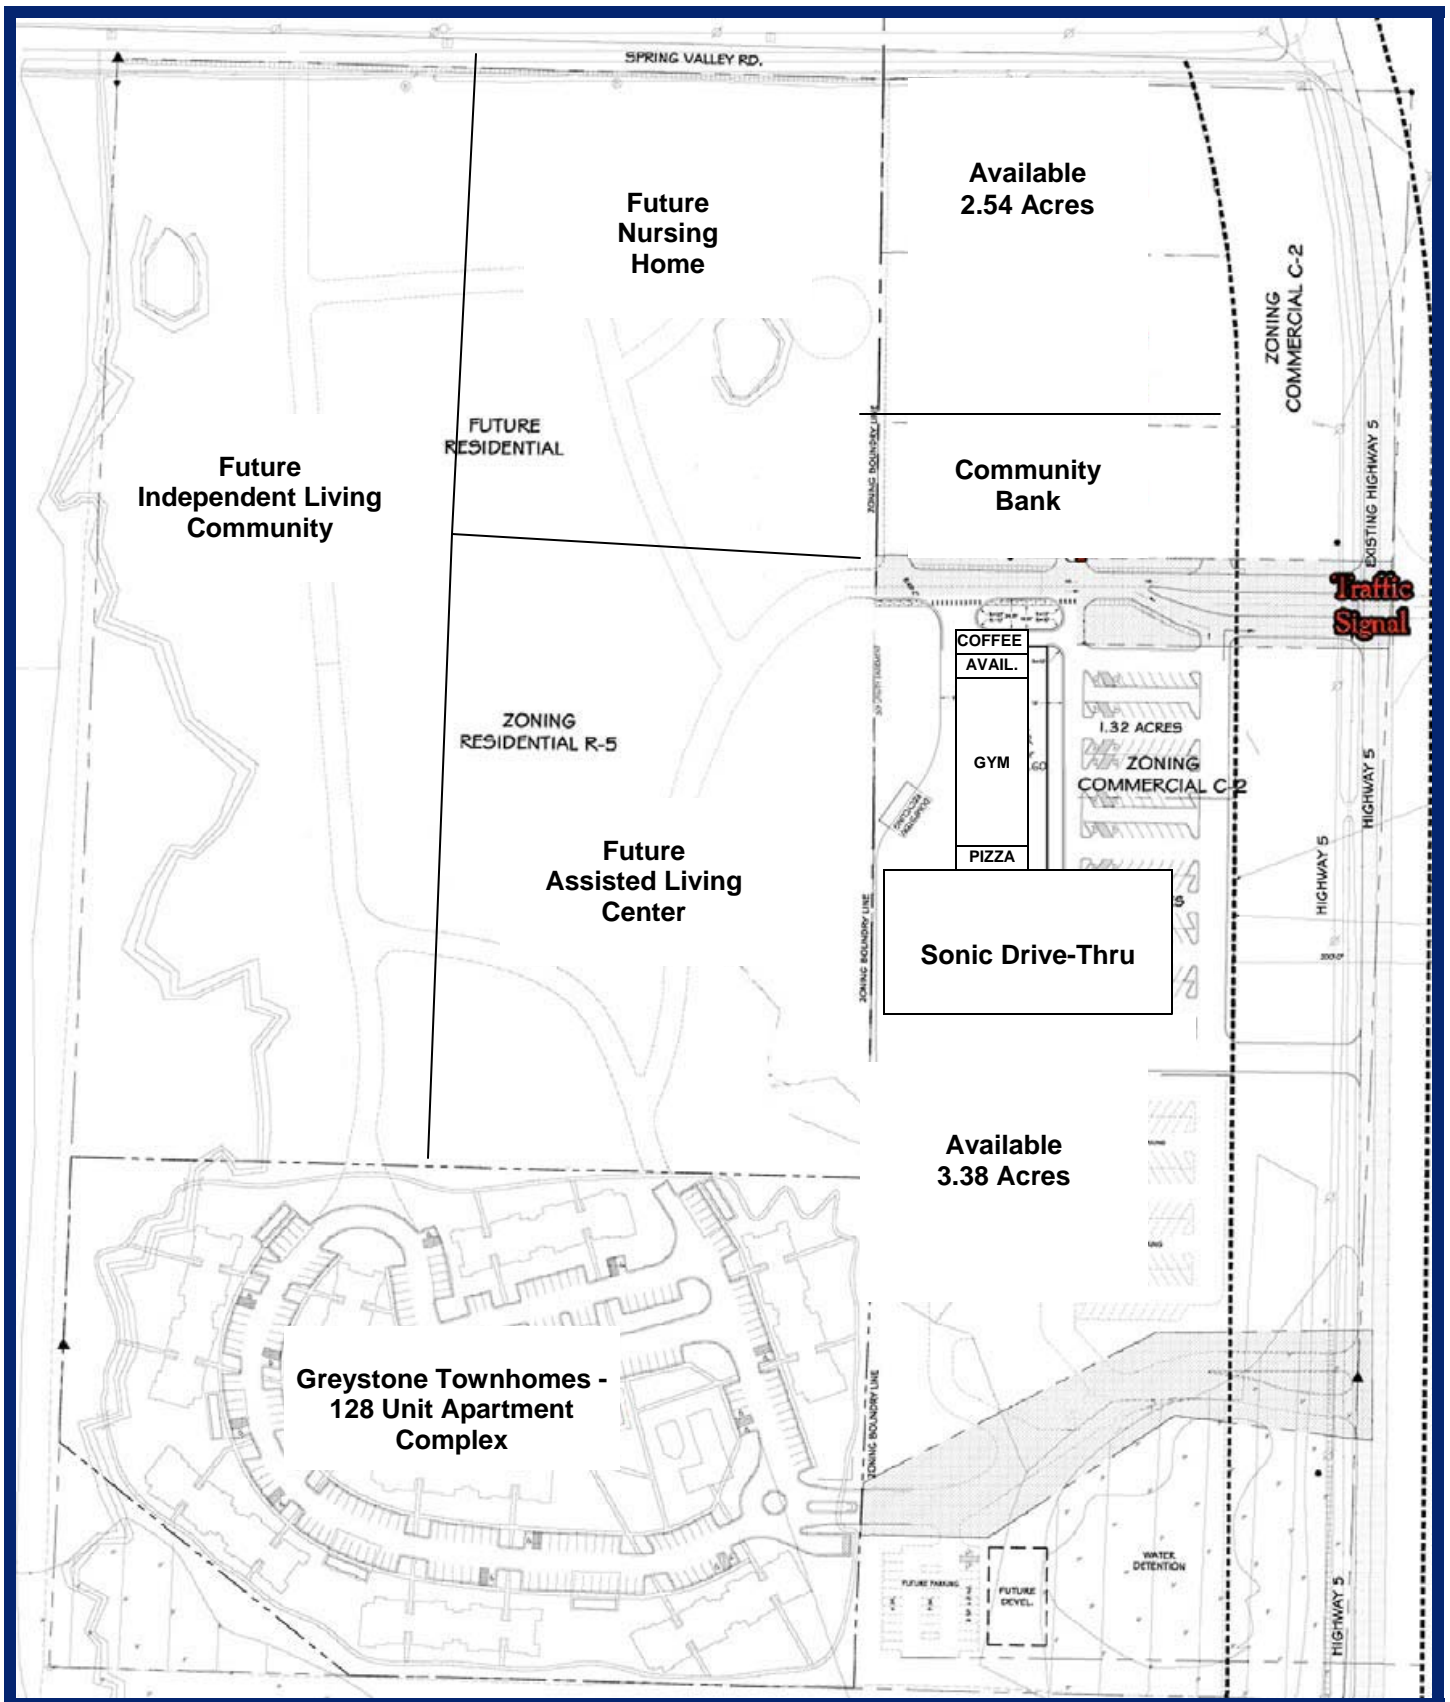 SPRING VALLEY RD.
Available
2.54 Acres
Future
Nursing
Home
ZONING
COMMERCIAL C-2
FUTURE
RESIDENTIAL
Future
Independent Living
Community
ZONING BOUNDRY LINE
Community
Bank
EXISTING HIGHWAY 5
Traffic
Signal
COFFEE
AVAIL.
GYM
PIZZA
1.32 ACRES
ZONING
COMMERCIAL C-2
ZONING
RESIDENTIAL R-5
HIGHWAY 5
HIGHWAY 5
Future
Assisted Living
Center
ZONING BOUNDRY LINE
Sonic Drive-Thru
Available
3.38 Acres
Greystone Townhomes -
128 Unit Apartment
Complex
ZONING BOUNDRY LINE
WATER
DETENTION
FUTURE PARKING
FUTURE
DEVEL.
HIGHWAY 5